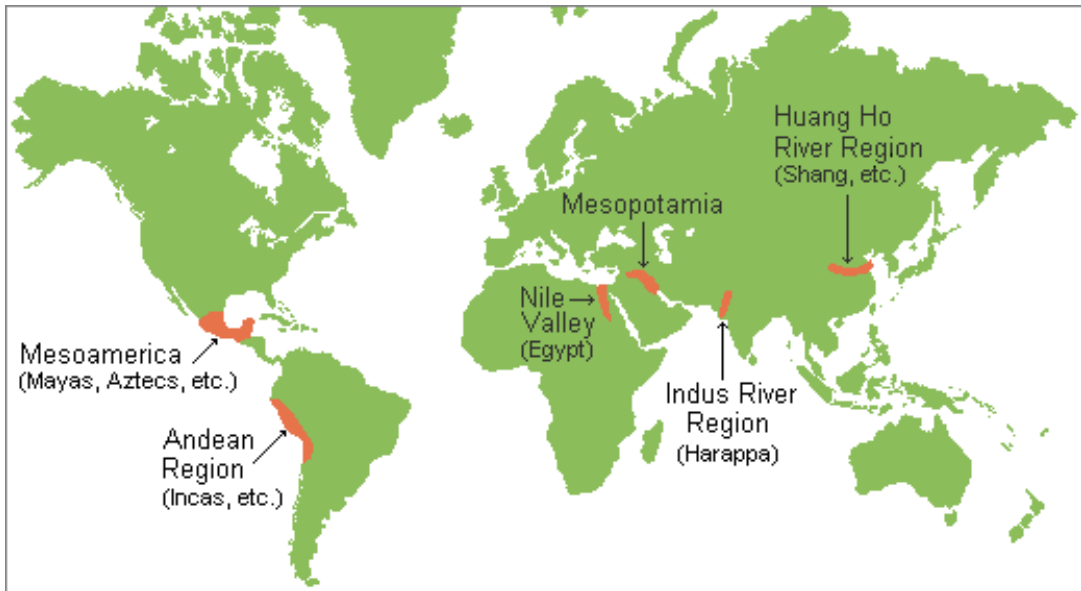 Huang Ho
River Region
(Shang, etc.)
Mesopotamia
Nile →
Valley
(Egypt)
Mesoamerica
(Mayas, Aztecs, etc.)
Indus River
Region
(Harappa)
Andean
Region
(Incas, etc.)